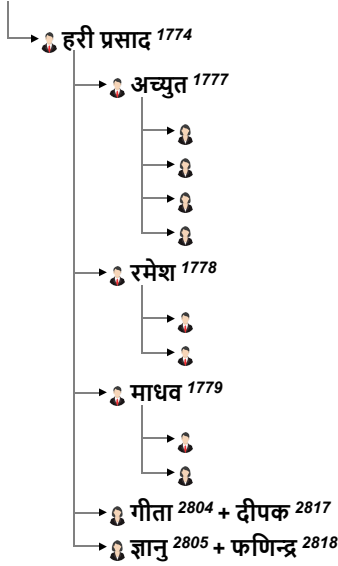 हरी प्रसाद 1774
अच्युत 1777
रमेश 1778
माधव 1779
गीता 2804 + दीपक 2817
ज्ञानु 2805 + फणिन्द्र 2818